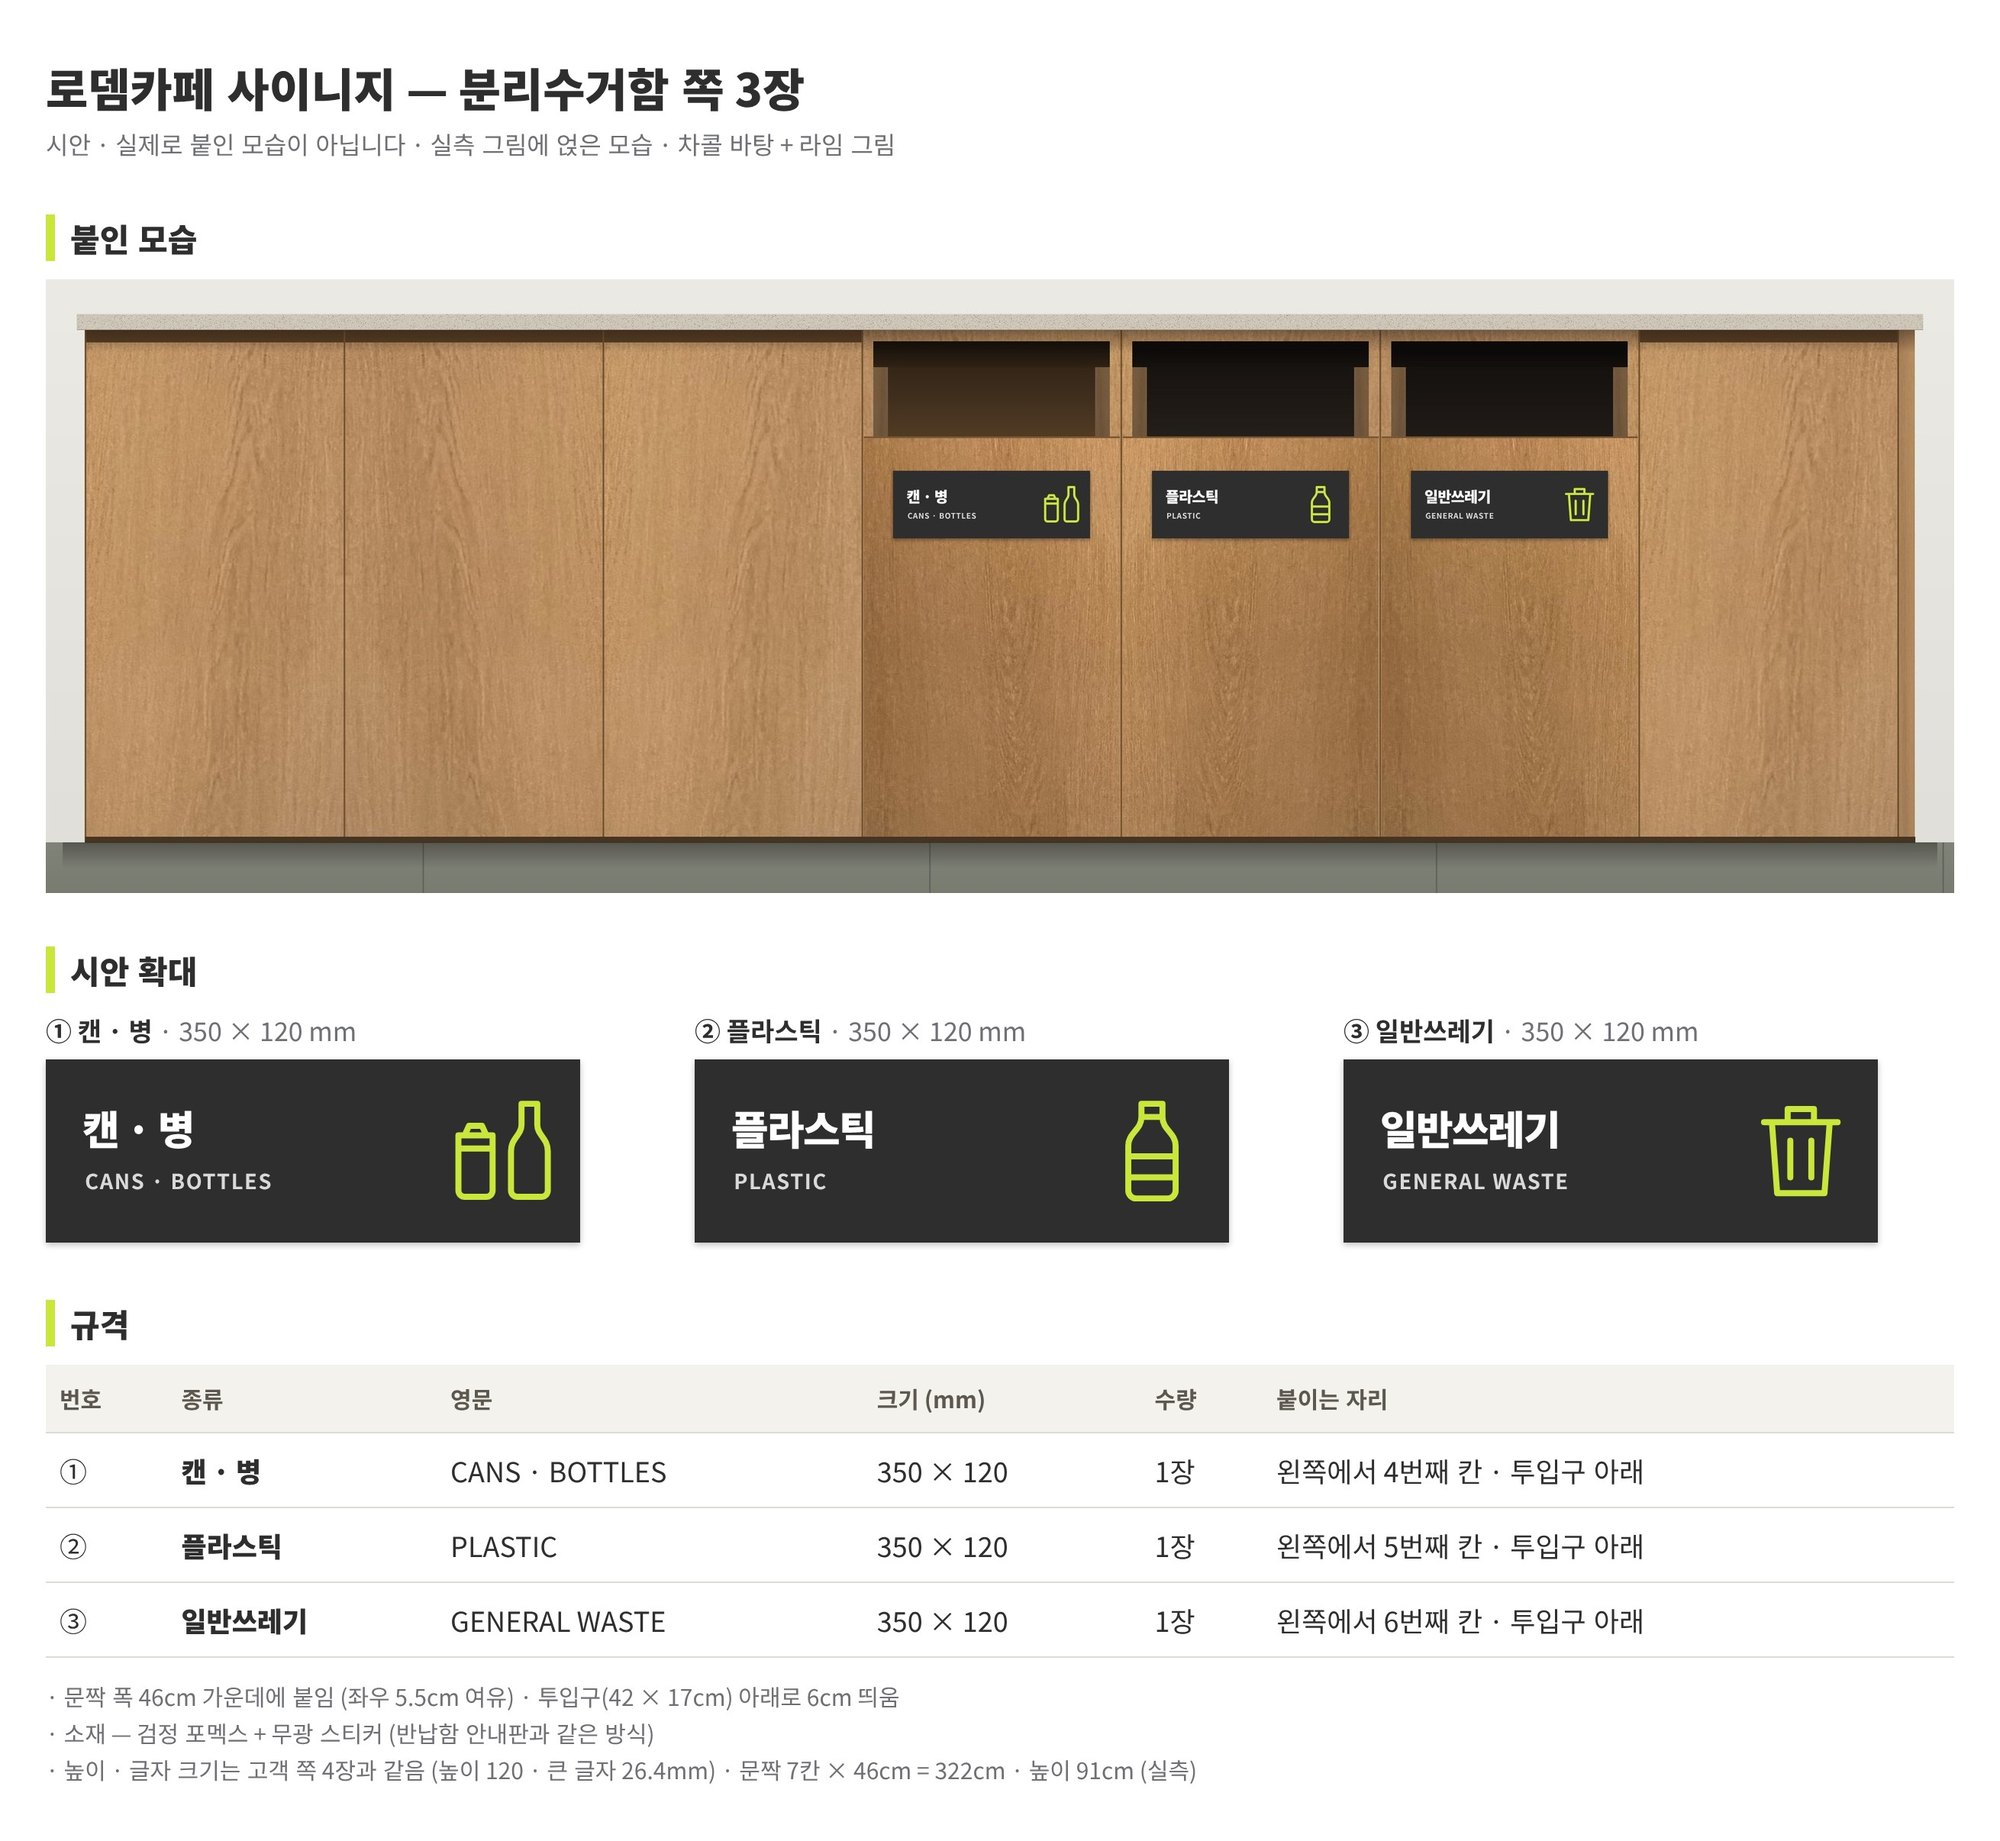 로뎀카페 사이니지 — 분리수거함 쪽 3장
시안 · 실제로 붙인 모습이 아닙니다 · 실측 그림에 얹은 모습 · 차콜 바탕 + 라임 그림
붙인 모습
캔 · 병
CANS · BOTTLES
플라스틱
PLASTIC
일반쓰레기
GENERAL WASTE
시안 확대
① 캔 · 병 · 350 × 120 mm
② 플라스틱 · 350 × 120 mm
③ 일반쓰레기 · 350 × 120 mm
캔 · 병
CANS · BOTTLES
플라스틱
PLASTIC
일반쓰레기
GENERAL WASTE
규격
번호 종류 영문 크기 (mm) 수량 붙이는 자리
① 캔 · 병 CANS · BOTTLES 350 × 120 1장 왼쪽에서 4번째 칸 · 투입구 아래
② 플라스틱 PLASTIC 350 × 120 1장 왼쪽에서 5번째 칸 · 투입구 아래
③ 일반쓰레기 GENERAL WASTE 350 × 120 1장 왼쪽에서 6번째 칸 · 투입구 아래
· 문짝 폭 46cm 가운데에 붙임 (좌우 5.5cm 여유) · 투입구(42 × 17cm) 아래로 6cm 띄움
· 소재 — 검정 포멕스 + 무광 스티커 (반납함 안내판과 같은 방식)
· 높이 · 글자 크기는 고객 쪽 4장과 같음 (높이 120 · 큰 글자 26.4mm) · 문짝 7칸 × 46cm = 322cm · 높이 91cm (실측)